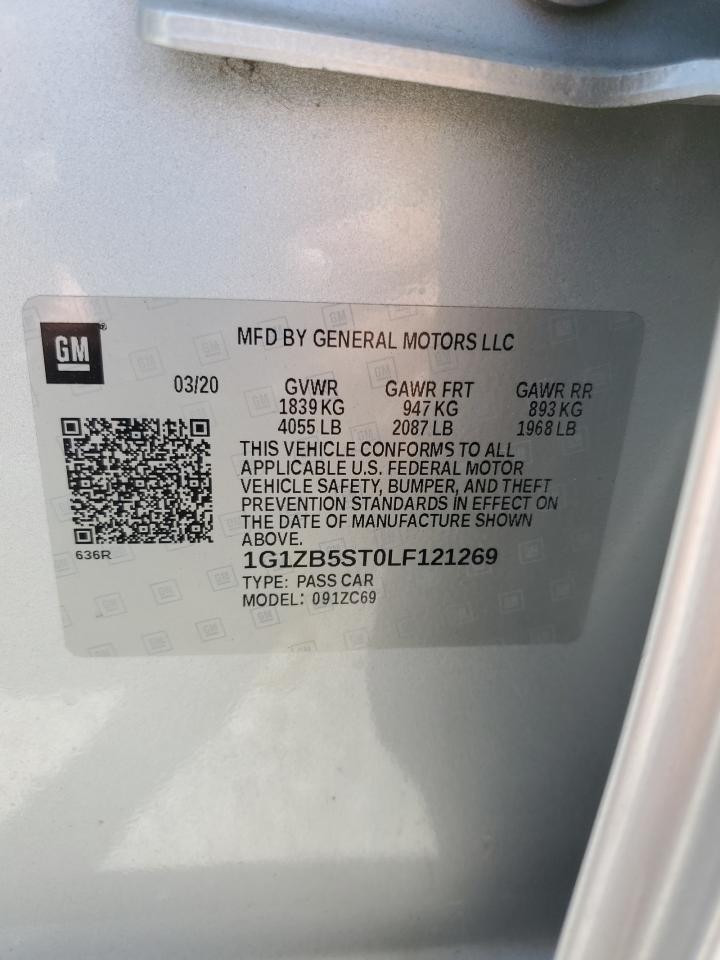 GM
MFD BY GENERAL MOTORS LLC
03/20 GVWR GAWR FRT GAWR RR
1839 KG 947 KG 893 KG
4055 LB 2087 LB 1968 LB
THIS VEHICLE CONFORMS TO ALL
APPLICABLE U.S. FEDERAL MOTOR
VEHICLE SAFETY, BUMPER, AND THEFT
PREVENTION STANDARDS IN EFFECT ON
THE DATE OF MANUFACTURE SHOWN
ABOVE.
636R
1G1ZB5ST0LF121269
TYPE: PASS CAR
MODEL: 091ZC69